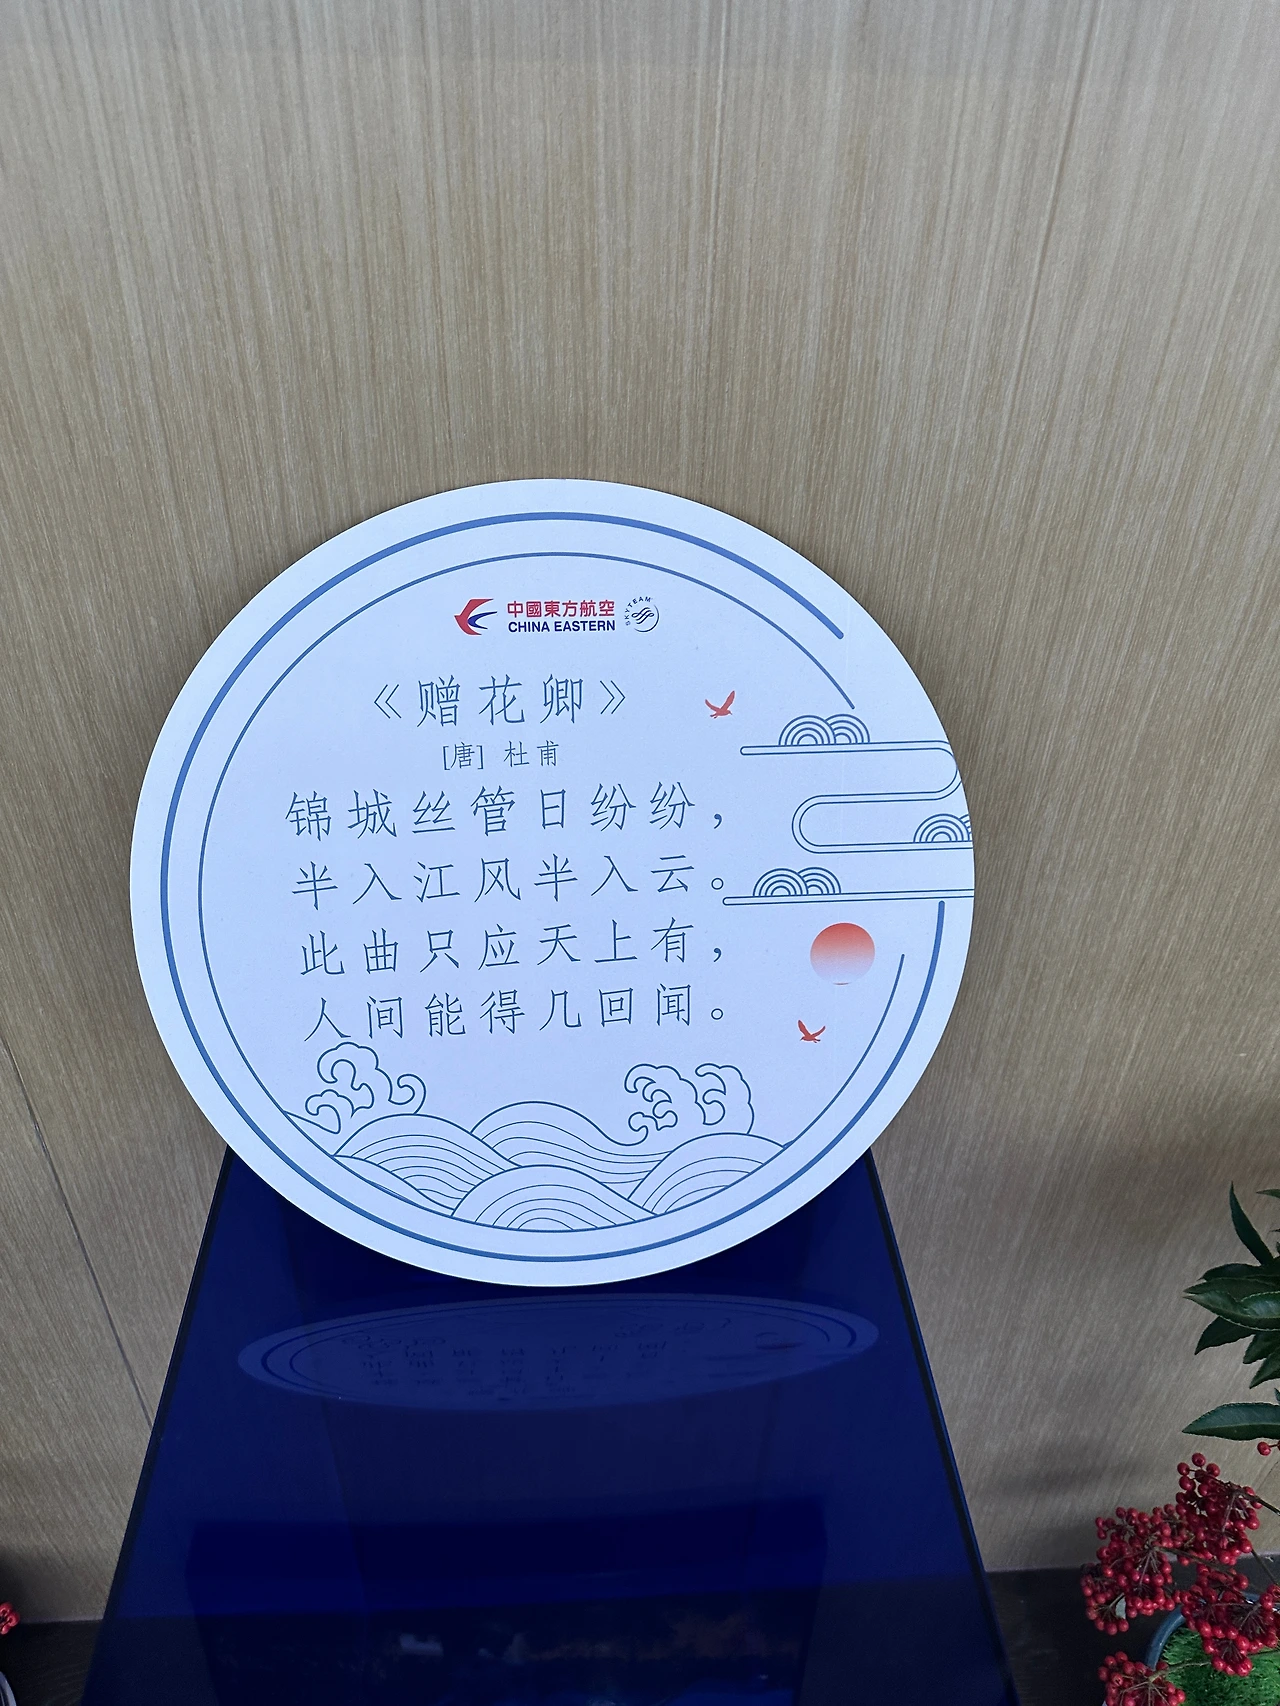 中國東方航空
CHINA EASTERN
SKYTEAM
《赠花卿》
[唐] 杜甫
锦城丝管日纷纷，
半入江风半入云。
此曲只应天上有，
人间能得几回闻。